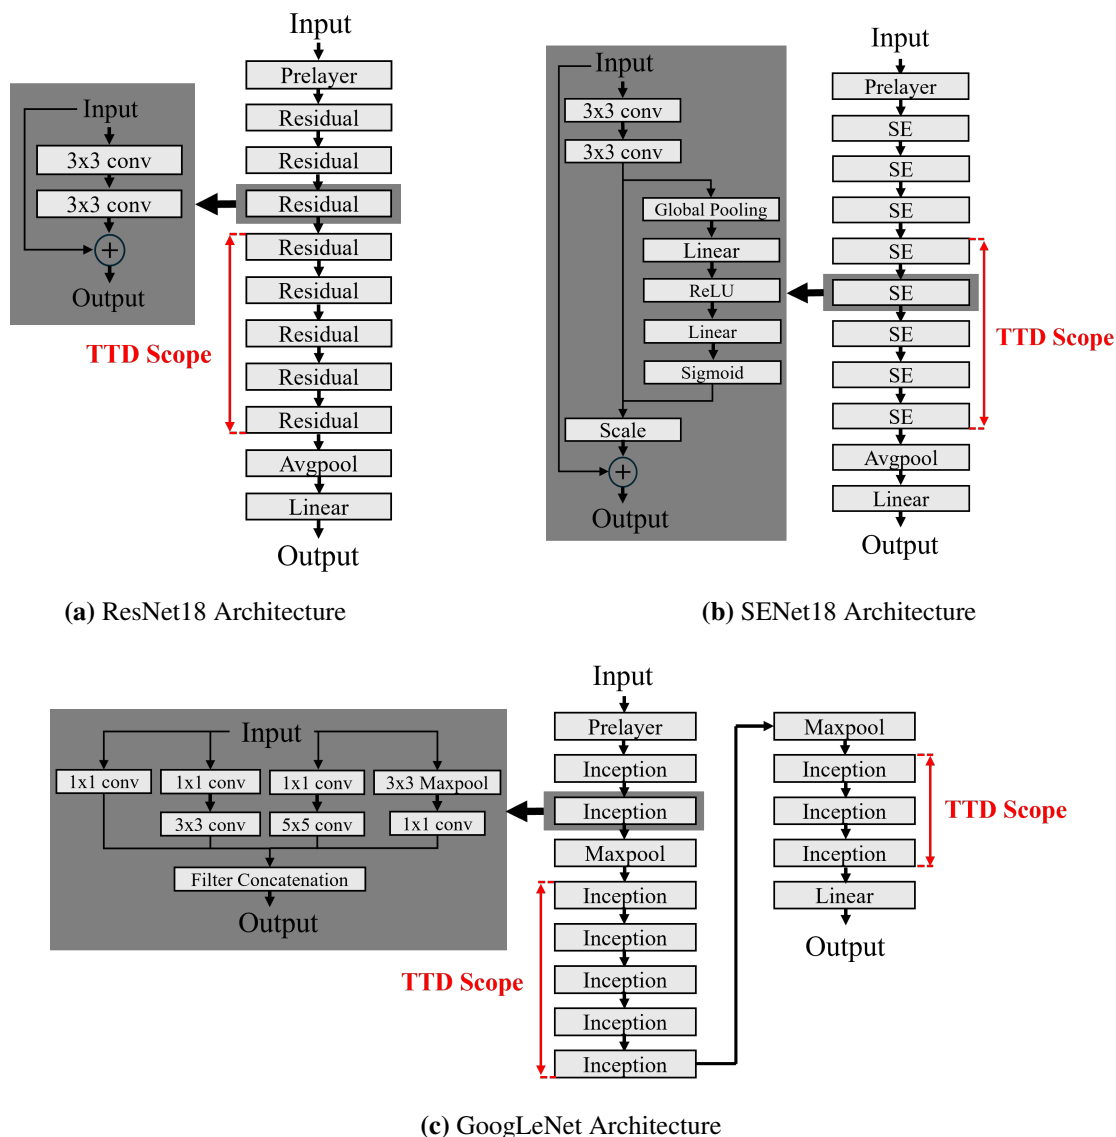 Input
Prelayer
Residual
Residual
Residual
Residual
Residual
Residual
Residual
Residual
Avgpool
Linear
Output
Input
3x3 conv
3x3 conv
+
Output
TTD Scope
(a) ResNet18 Architecture
Input
3x3 conv
3x3 conv
Global Pooling
Linear
ReLU
Linear
Sigmoid
Scale
+
Output
Input
Prelayer
SE
SE
SE
SE
SE
SE
SE
SE
Avgpool
Linear
Output
TTD Scope
(b) SENet18 Architecture
Input
1x1 conv
1x1 conv
1x1 conv
3x3 Maxpool
3x3 conv
5x5 conv
1x1 conv
Filter Concatenation
Output
Input
Prelayer
Inception
Inception
Maxpool
Inception
Inception
Inception
Inception
Inception
TTD Scope
Maxpool
Inception
Inception
Inception
Linear
Output
TTD Scope
(c) GoogLeNet Architecture